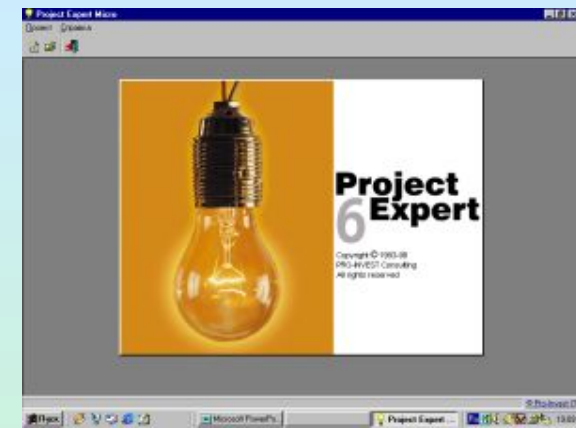 Project Expert Micro
Проект Справка
Project
6 Expert
Copyright © 1993-98
PRO-INVEST Consulting
All rights reserved
Пуск
Microsoft PowerPo...
Project Expert ...